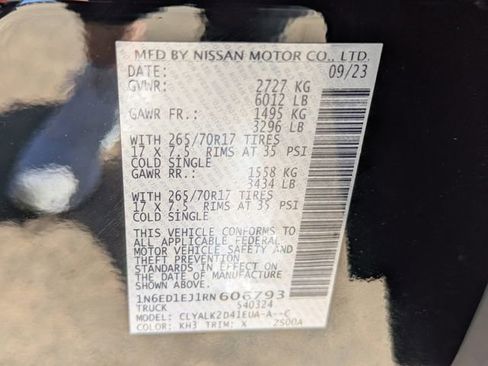 MFD BY NISSAN MOTOR CO., LTD.
DATE: 09/23
GVWR: 2727 KG
6012 LB
GAWR FR.: 1495 KG
3296 LB
WITH 265/70R17 TIRES
17 X 7.5 RIMS AT 35 PSI
COLD SINGLE
GAWR RR.: 1558 KG
3434 LB
WITH 265/70R17 TIRES
17 X 7.5 RIMS AT 35 PSI
COLD SINGLE
THIS VEHICLE CONFORMS TO
ALL APPLICABLE FEDERAL
MOTOR VEHICLE SAFETY AND
THEFT PREVENTION
STANDARDS IN EFFECT ON
THE DATE OF MANUFACTURE
SHOWN ABOVE.
1N6ED1EJ1RN606793
TRUCK 540324
MODEL: CLYALK2D41EUA-A--C
COLOR: KH3 TRIM: X 2500A